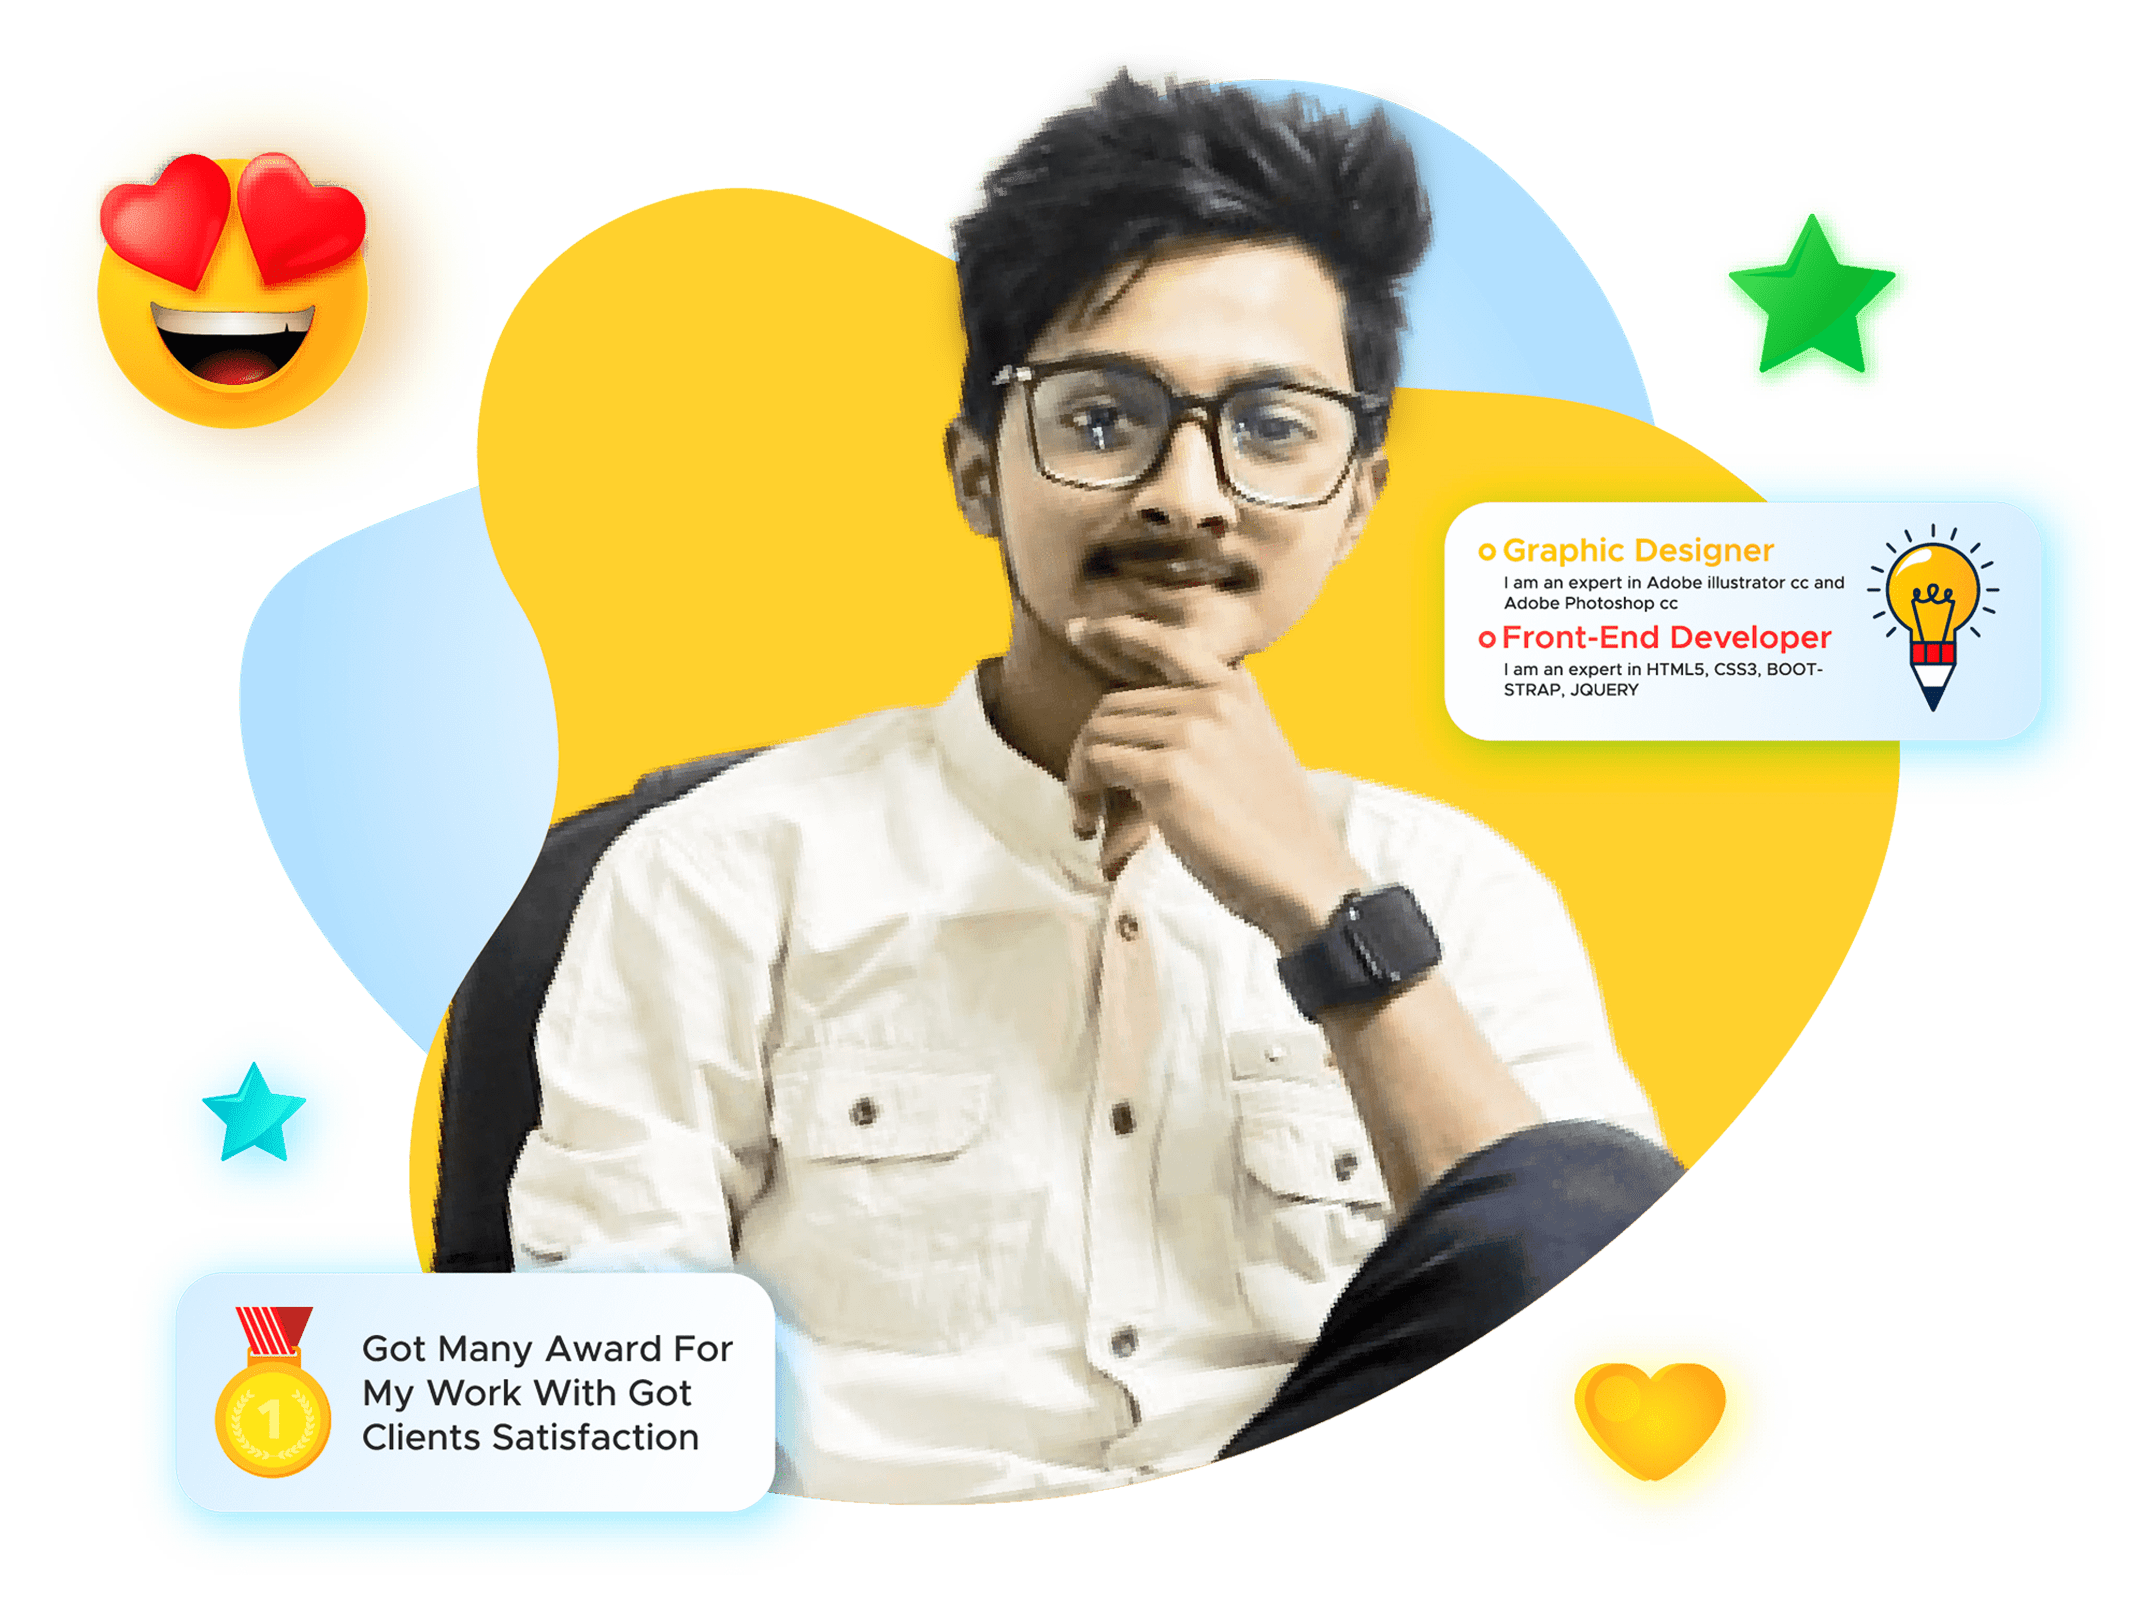 Graphic Designer
I am an expert in Adobe illustrator cc and
Adobe Photoshop cc
Front-End Developer
I am an expert in HTML5, CSS3, BOOT-
STRAP, JQUERY
1
Got Many Award For
My Work With Got
Clients Satisfaction